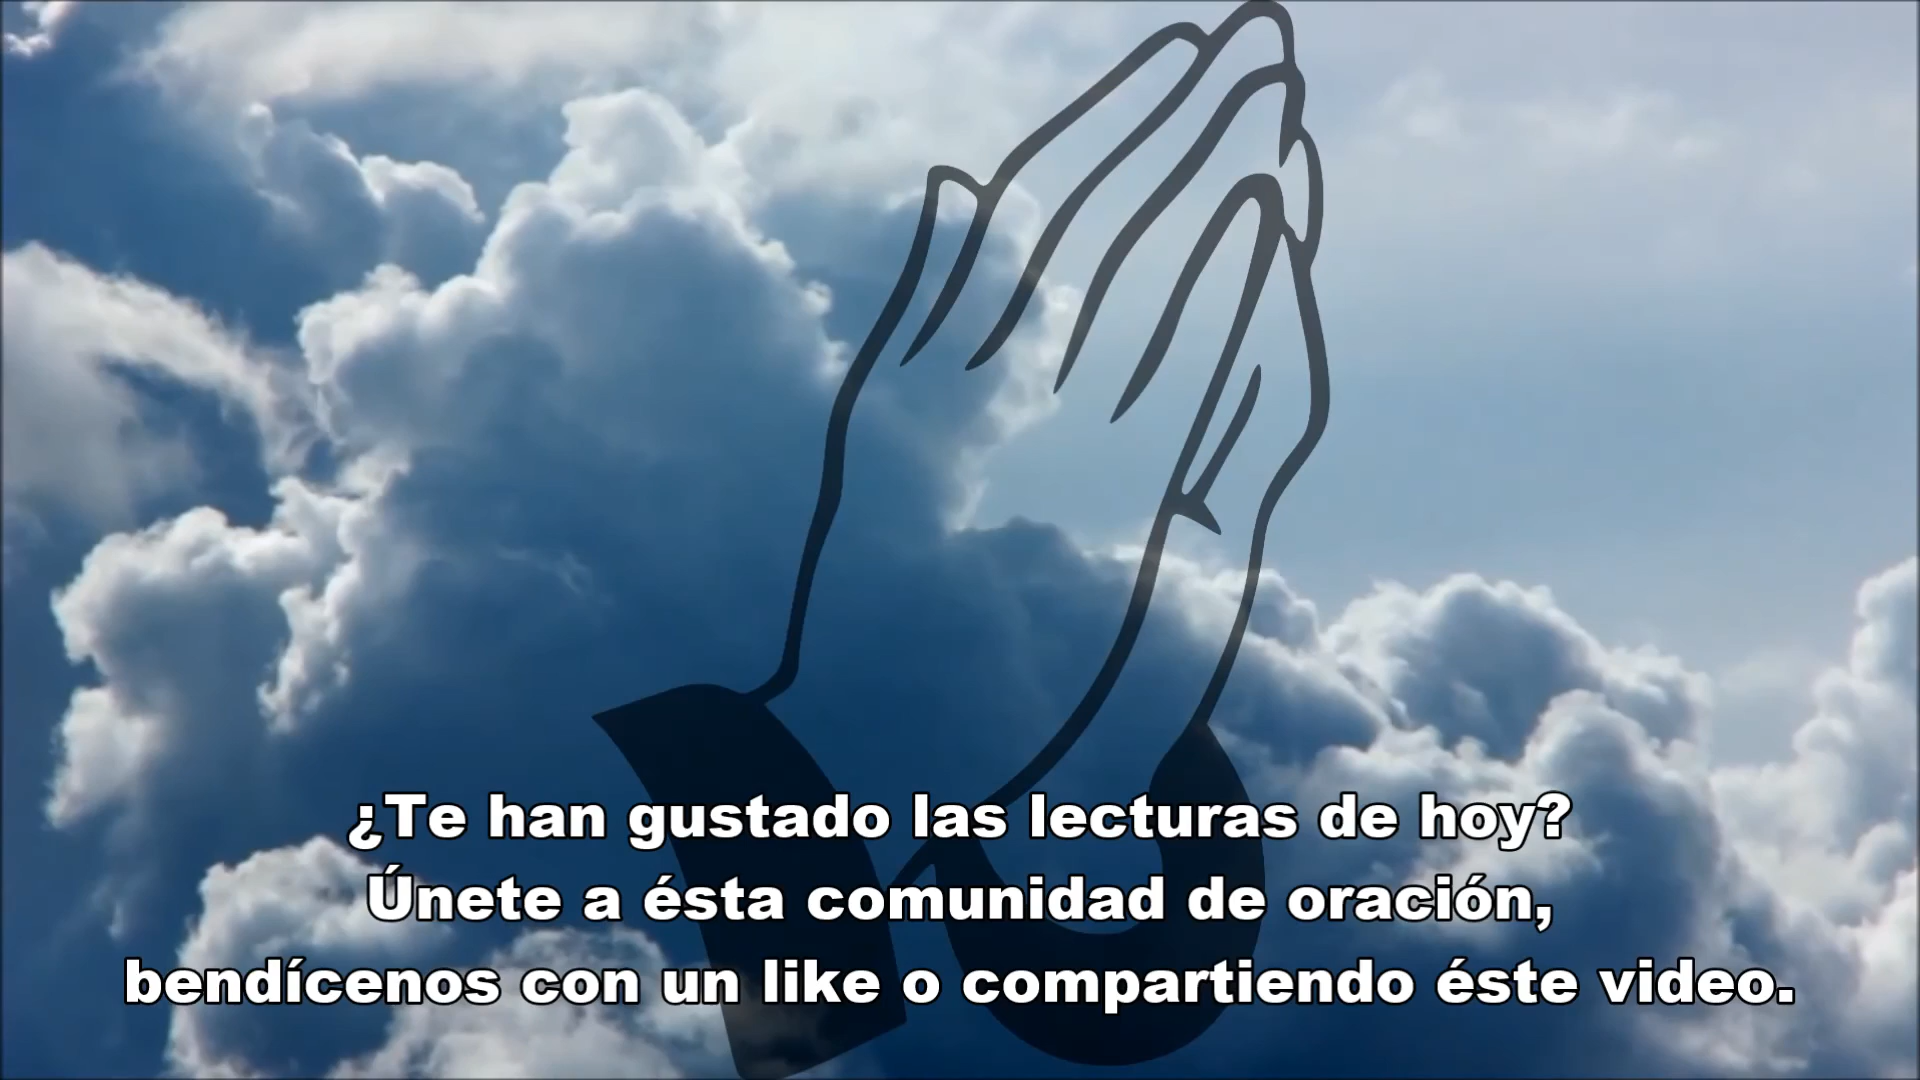 ¿Te han gustado las lecturas de hoy?
Únete a ésta comunidad de oración,
bendícenos con un like o compartiendo éste video.